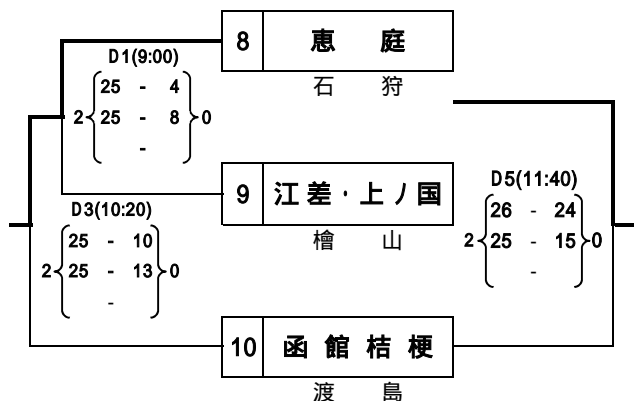 8 恵 庭
石 狩
D1(9:00)
25 - 4
2 25 - 8 0
-
9 江差・上ノ国
檜 山
D3(10:20)
25 - 10
2 25 - 13 0
-
D5(11:40)
26 - 24
2 25 - 15 0
-
10 函 館 桔 梗
渡 島